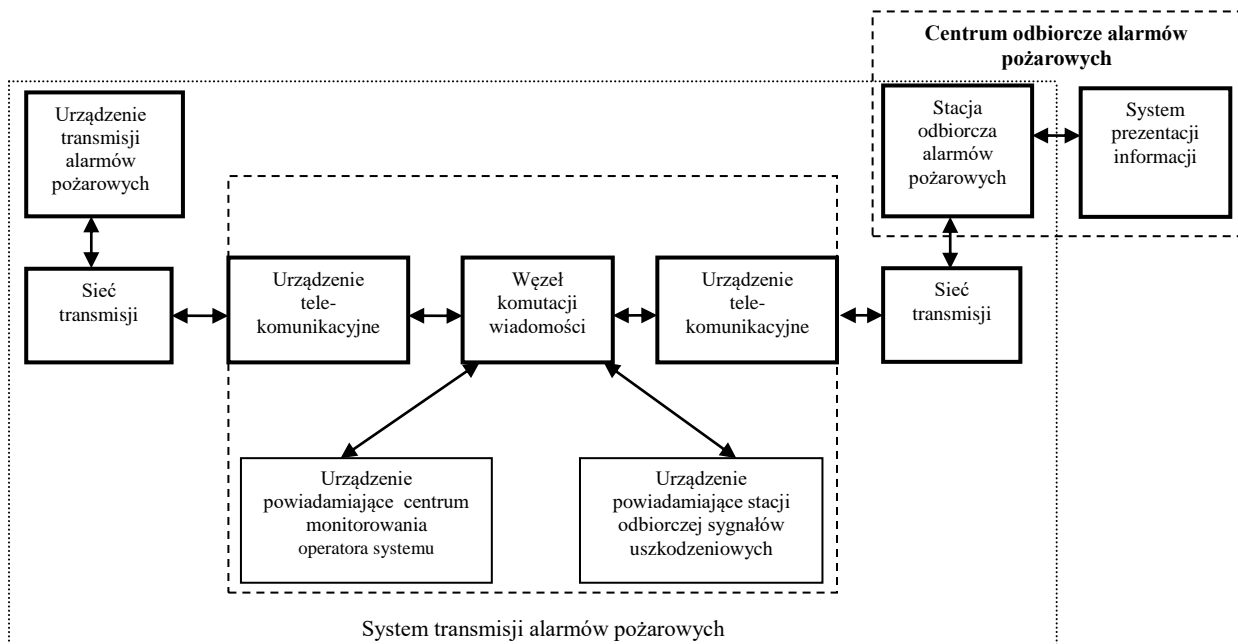 Centrum odbiorcze alarmów
pożarowych
Urządzenie
transmisji
alarmów
pożarowych
Stacja
odbiorcza
alarmów
pożarowych
System
prezentacji
informacji
Sieć
transmisji
Urządzenie
tele-
komunikacyjne
Węzeł
komutacji
wiadomości
Urządzenie
tele-
komunikacyjne
Sieć
transmisji
Urządzenie
powiadamiające centrum
monitorowania
operatora systemu
Urządzenie
powiadamiające stacji
odbiorczej sygnałów
uszkodzeniowych
System transmisji alarmów pożarowych